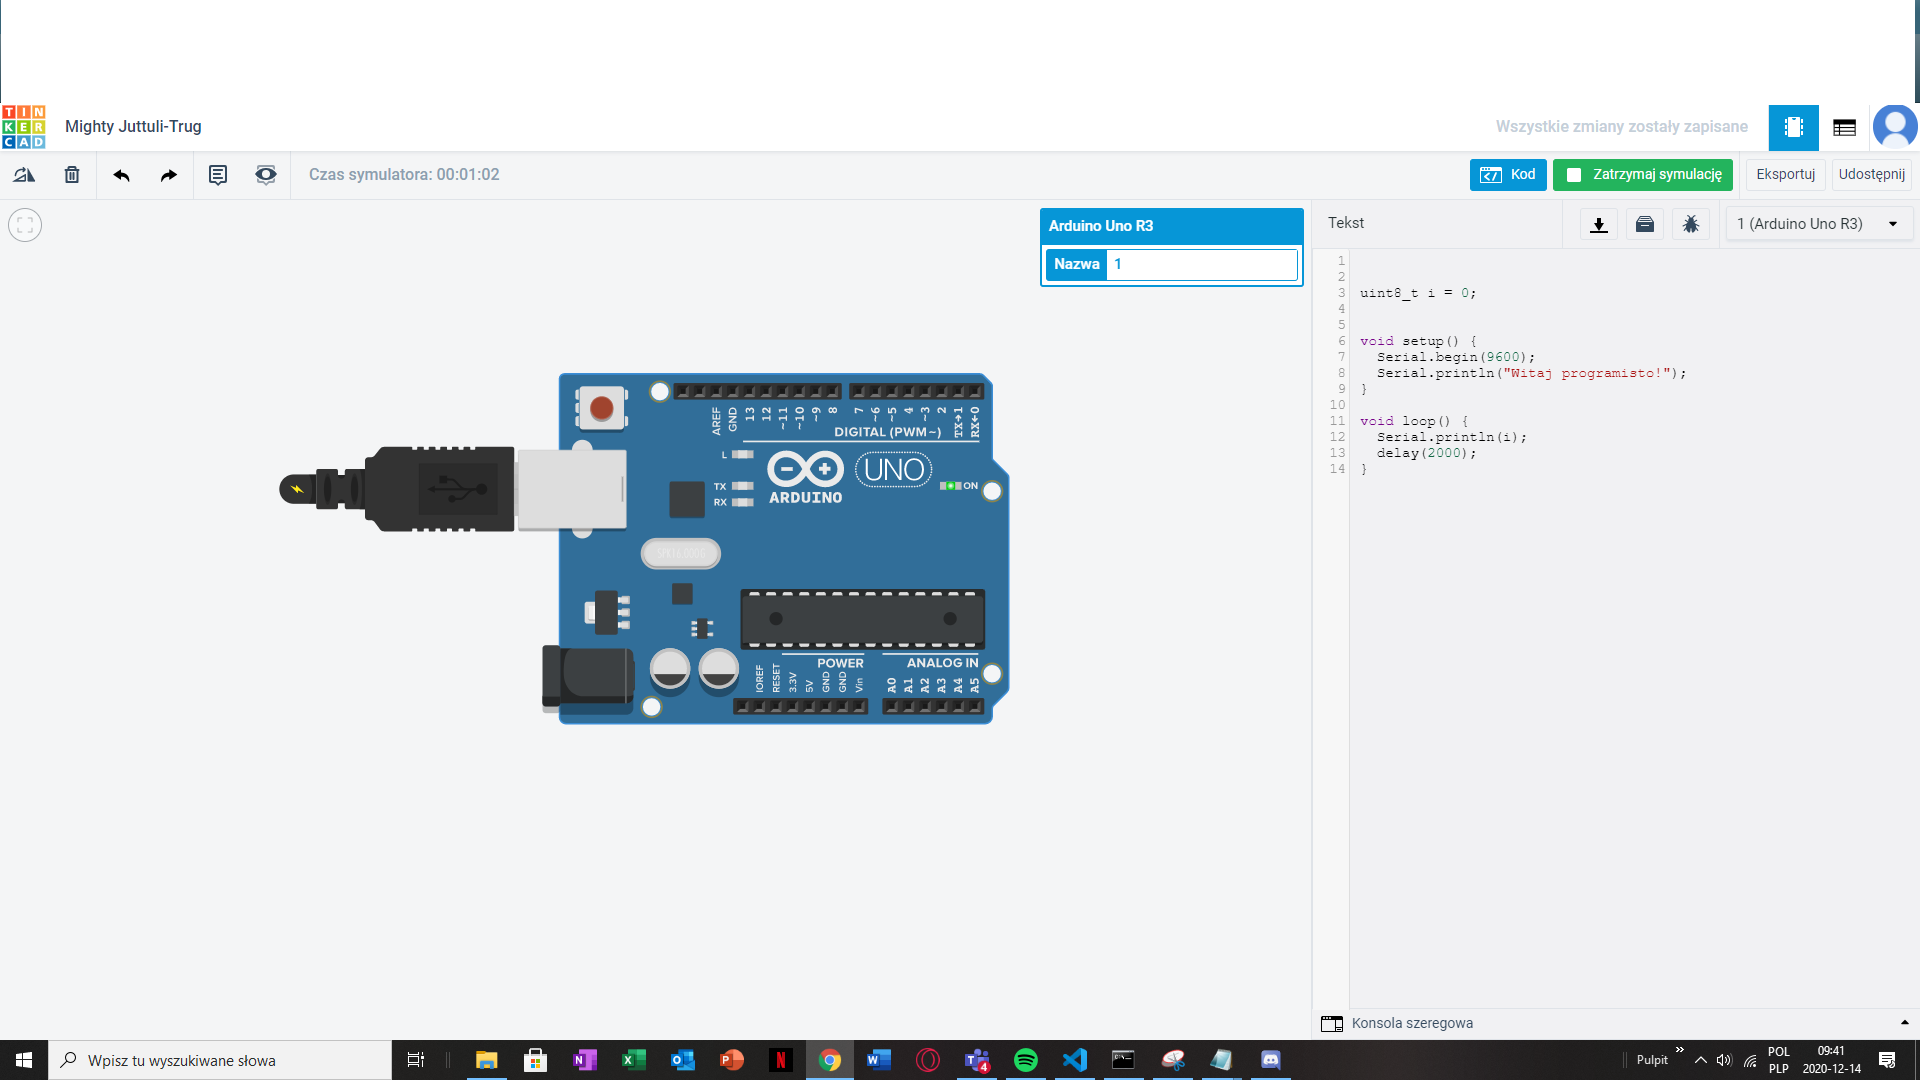 TIN
KER
CAD
Mighty Juttuli-Trug
Wszystkie zmiany zostały zapisane
Czas symulatora: 00:01:02
Kod
Zatrzymaj symulację
Eksportuj
Udostępnij
Arduino Uno R3
Nazwa 1
Tekst
1 (Arduino Uno R3)
1
2
3 uint8_t i = 0;
4
5
6 void setup() {
7 Serial.begin(9600);
8 Serial.println("Witaj programisto!");
9 }
10
11 void loop() {
12 Serial.println(i);
13 delay(2000);
14 }
AREF GND 13 12 ~11 ~10 ~9 8 7 ~6 ~5 4 ~3 2 TX→1 RX←0
DIGITAL (PWM~)
L
TX
RX
ARDUINO
UNO
ON
POWER
ANALOG IN
IOREF RESET 3.3V 5V GND GND Vin A0 A1 A2 A3 A4 A5
Konsola szeregowa
Wpisz tu wyszukiwane słowa
4
Pulpit
POL
PLP
09:41
2020-12-14